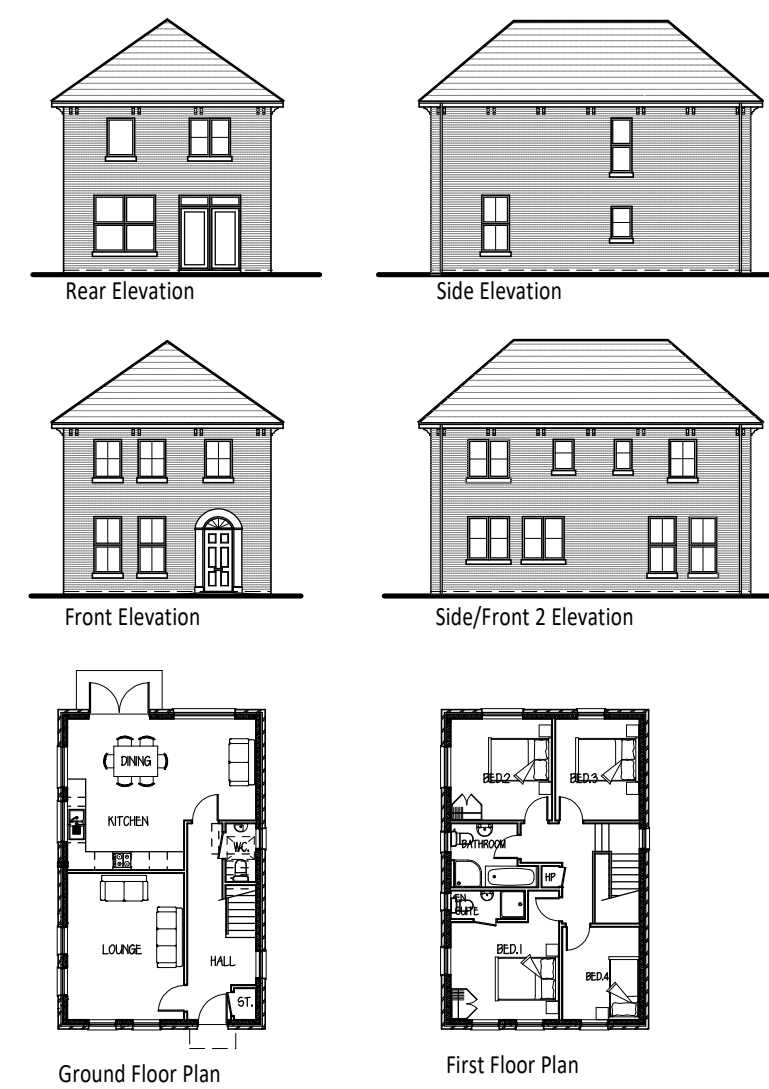 Rear Elevation
Side Elevation
Front Elevation
Side/Front 2 Elevation
DINING
KITCHEN
WC.
LOUNGE
HALL
ST.
Ground Floor Plan
BED.2
BED.3
BATHROOM
HP
EN
SUITE
BED.1
BED.4
First Floor Plan